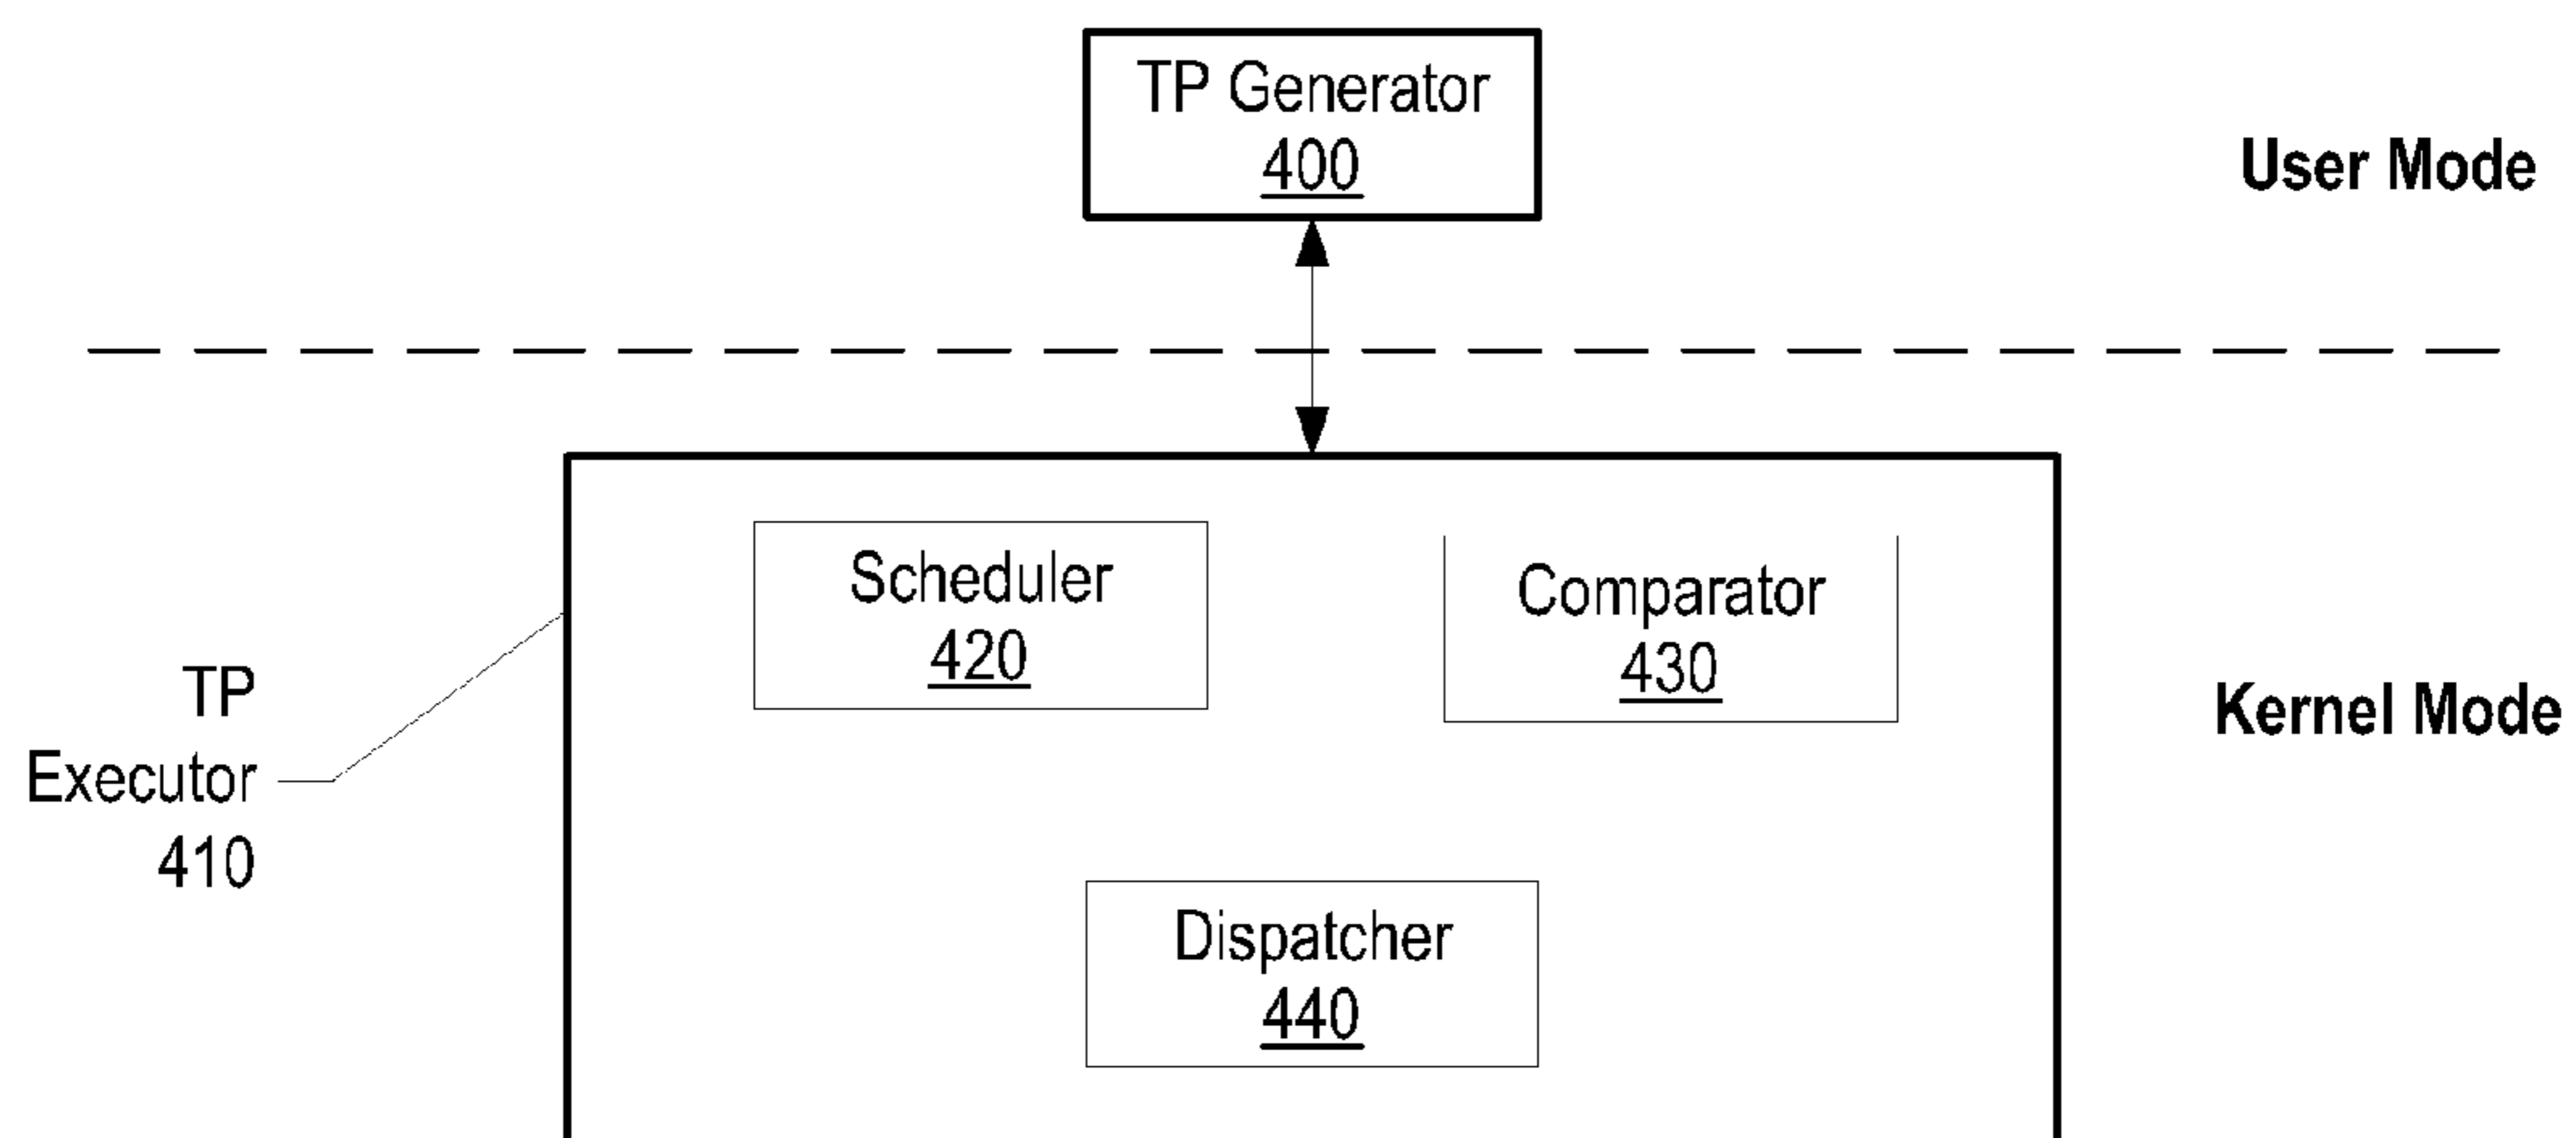 TP Generator
400
User Mode
Scheduler
420
Comparator
430
TP
Executor
410
Kernel Mode
Dispatcher
440